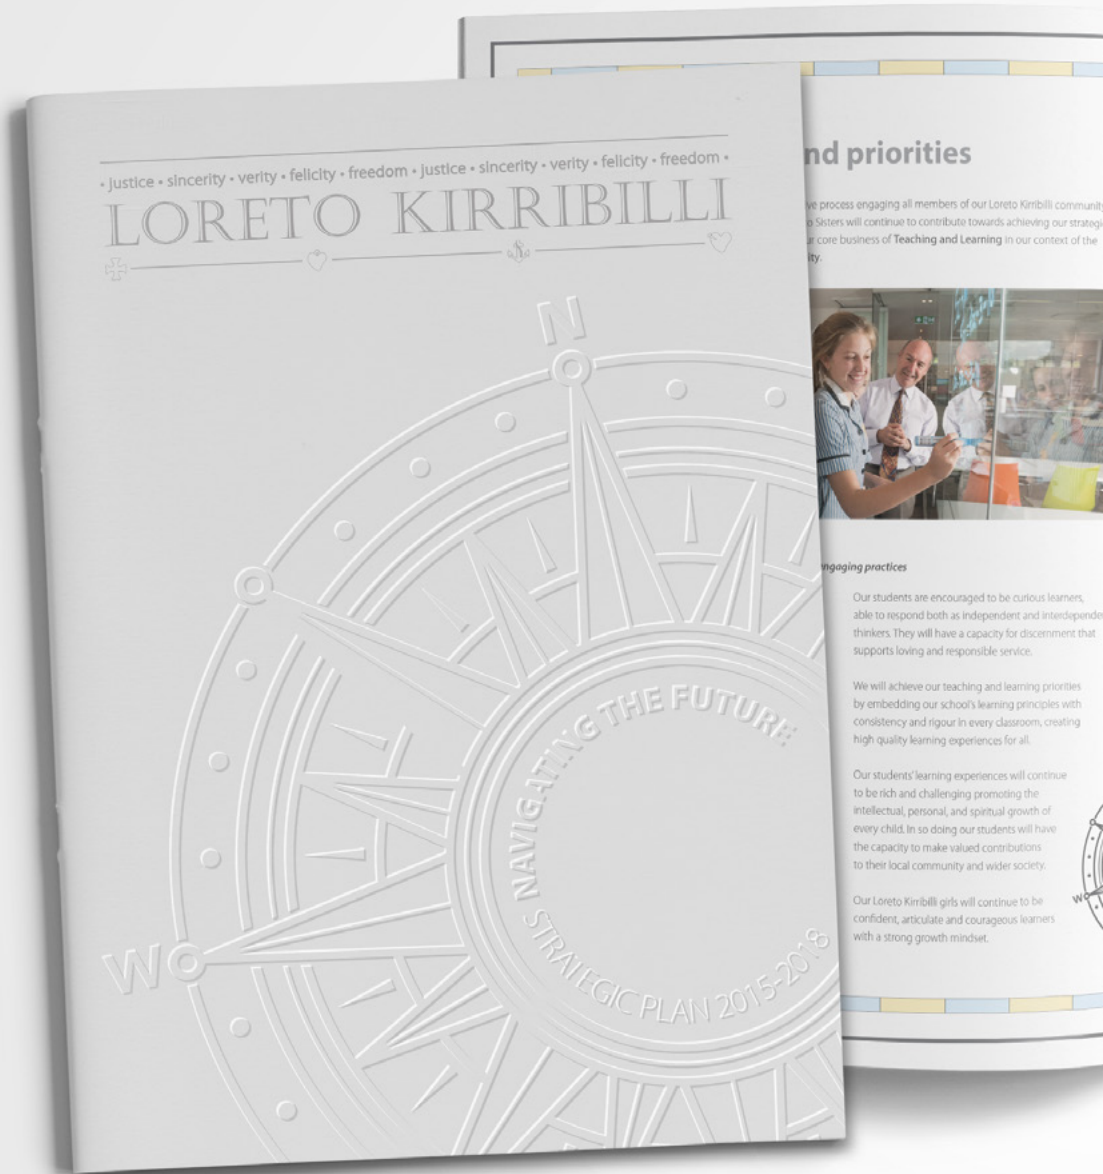 • justice • sincerity • verity • felicity • freedom • justice • sincerity • verity • felicity • freedom •
LORETO KIRRIBILLI
N
W
NAVIGATING THE FUTURE
STRATEGIC PLAN 2015-2018
nd priorities
ve process engaging all members of our Loreto Kirribilli community
o Sisters will continue to contribute towards achieving our strategic
ur core business of Teaching and Learning in our context of the
ity.
engaging practices
Our students are encouraged to be curious learners,
able to respond both as independent and interdepende
thinkers. They will have a capacity for discernment that
supports loving and responsible service.
We will achieve our teaching and learning priorities
by embedding our school's learning principles with
consistency and rigour in every classroom, creating
high quality learning experiences for all.
Our students' learning experiences will continue
to be rich and challenging promoting the
intellectual, personal, and spiritual growth of
every child. In so doing our students will have
the capacity to make valued contributions
to their local community and wider society.
Our Loreto Kirribilli girls will continue to be
confident, articulate and courageous learners
with a strong growth mindset.
W